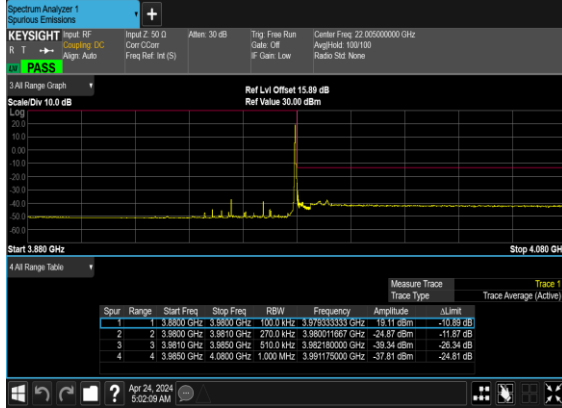 Spectrum Analyzer 1
Spurious Emissions
+
KEYSIGHT Input: RF Input Z: 50 Ω Atten: 30 dB Trig: Free Run Center Freq: 22.005000000 GHz
R T Coupling: DC Corr CCorr Gate: Off Avg|Hold: 100/100
Align: Auto Freq Ref: Int (S) IF Gain: Low Radio Std: None
PASS
3 All Range Graph
Ref Lvl Offset 15.89 dB
Scale/Div 10.0 dB Ref Value 30.00 dBm
Log
20.0
10.0
0.00
-10.0
-20.0
-30.0
-40.0
-50.0
-60.0
Start 3.880 GHz Stop 4.080 GH
4 All Range Table
Measure Trace Trace 1
Trace Type Trace Average (Active)
Spur Range Start Freq Stop Freq RBW Frequency Amplitude ΔLimit
1 1 3.8800 GHz 3.9800 GHz 100.0 kHz 3.979333333 GHz 19.11 dBm -10.89 dB
2 2 3.9800 GHz 3.9810 GHz 270.0 kHz 3.980011667 GHz -24.87 dBm -11.87 dB
3 3 3.9810 GHz 3.9850 GHz 510.0 kHz 3.982180000 GHz -39.34 dBm -26.34 dB
4 4 3.9850 GHz 4.0800 GHz 1.000 MHz 3.991175000 GHz -37.81 dBm -24.81 dB
? Apr 24, 2024
5:02:09 AM